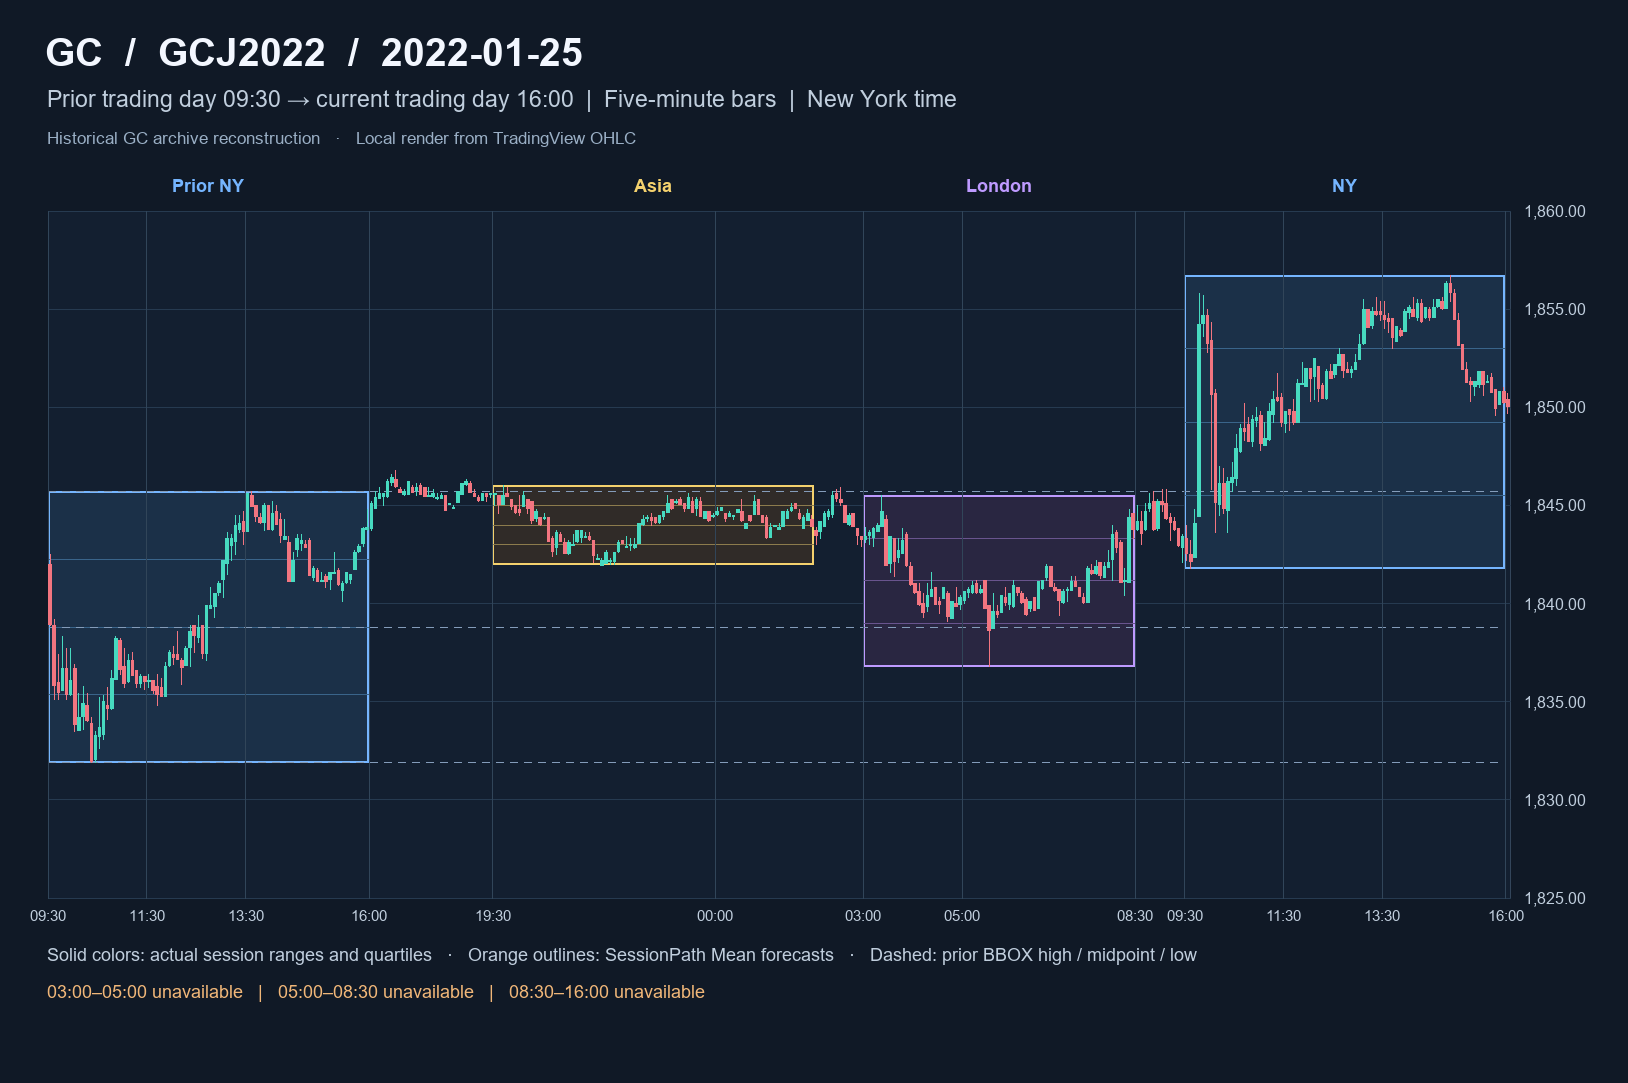 GC / GCJ2022 / 2022-01-25
Prior trading day 09:30 → current trading day 16:00 | Five-minute bars | New York time
Historical GC archive reconstruction · Local render from TradingView OHLC
Prior NY Asia London NY
1,860.00
1,855.00
1,850.00
1,845.00
1,840.00
1,835.00
1,830.00
1,825.00
09:30 11:30 13:30 16:00 19:30 00:00 03:00 05:00 08:30 09:30 11:30 13:30 16:00
Solid colors: actual session ranges and quartiles · Orange outlines: SessionPath Mean forecasts · Dashed: prior BBOX high / midpoint / low
03:00–05:00 unavailable | 05:00–08:30 unavailable | 08:30–16:00 unavailable